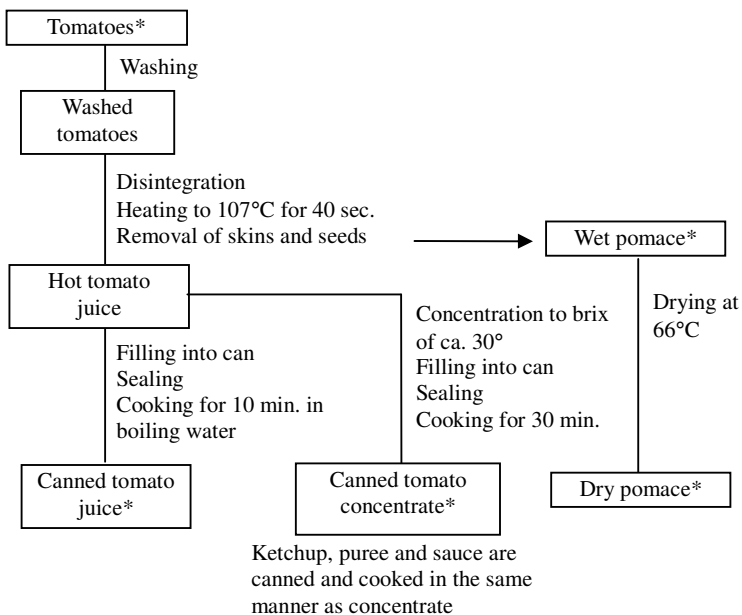 Tomatoes*
Washing
Washed
tomatoes
Disintegration
Heating to 107°C for 40 sec.
Removal of skins and seeds
Wet pomace*
Hot tomato
juice
Concentration to brix
of ca. 30°
Filling into can
Sealing
Cooking for 30 min.
Drying at
66°C
Filling into can
Sealing
Cooking for 10 min. in
boiling water
Canned tomato
juice*
Canned tomato
concentrate*
Dry pomace*
Ketchup, puree and sauce are
canned and cooked in the same
manner as concentrate